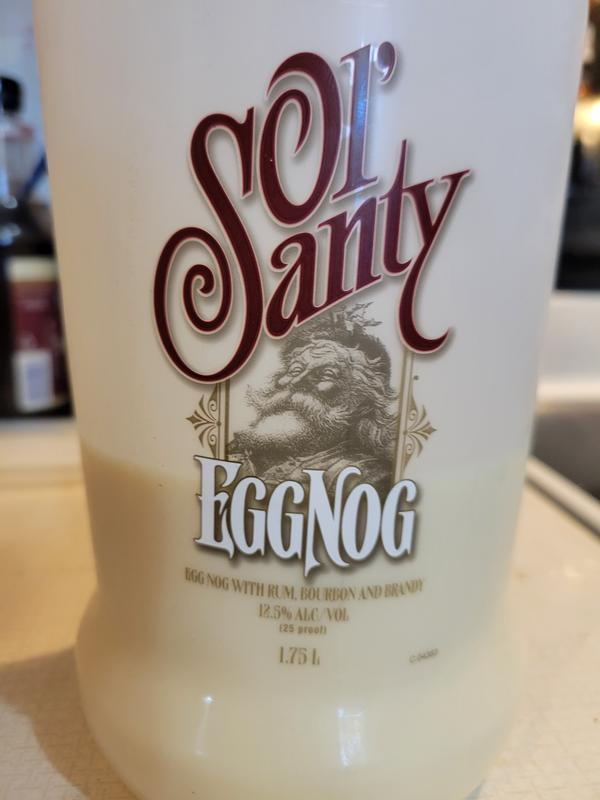 Ol'
Santy
EGGNOG
EGG NOG WITH RUM, BOURBON AND BRANDY
12.5% ALC/VOL
(25 proof)
1.75 L